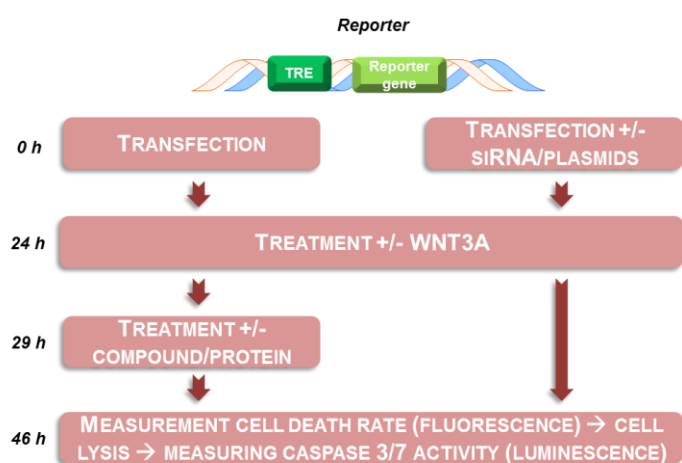 Reporter
TRE
Reporter
gene
0 h
TRANSFECTION
TRANSFECTION +/-
SIRNA/PLASMIDS
24 h
TREATMENT +/- WNT3A
29 h
TREATMENT +/-
COMPOUND/PROTEIN
46 h
MEASUREMENT CELL DEATH RATE (FLUORESCENCE) → CELL
LYSIS → MEASURING CASPASE 3/7 ACTIVITY (LUMINESCENCE)